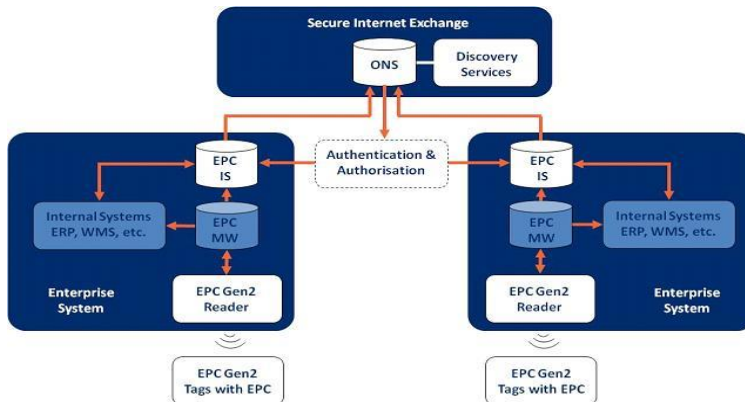 Secure Internet Exchange
ONS
Discovery
Services
EPC
IS
Authentication &
Authorisation
EPC
IS
Internal Systems
ERP, WMS, etc.
EPC
MW
EPC
MW
Internal Systems
ERP, WMS, etc.
Enterprise
System
EPC Gen2
Reader
EPC Gen2
Reader
Enterprise
System
EPC Gen2
Tags with EPC
EPC Gen2
Tags with EPC